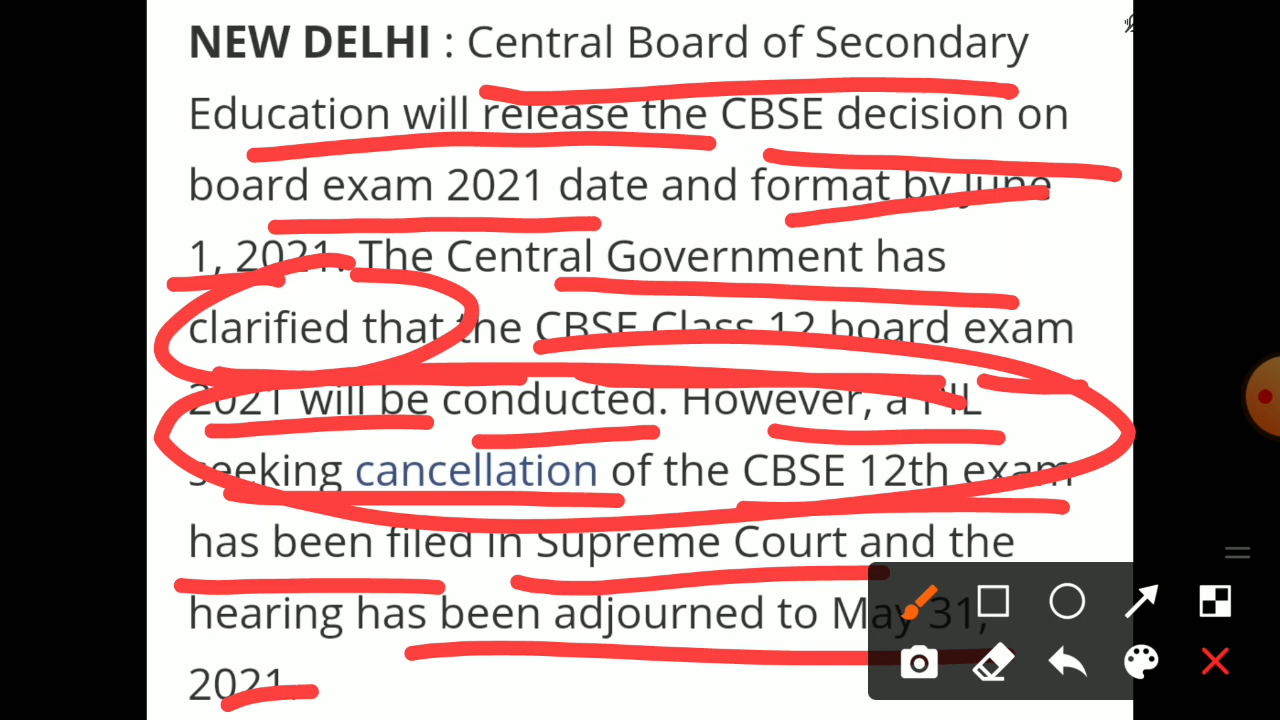 NEW DELHI : Central Board of Secondary
Education will release the CBSE decision on
board exam 2021 date and format by June
1, 2021. The Central Government has
clarified that the CBSE Class 12 board exam
2021 will be conducted. However, a PIL
seeking cancellation of the CBSE 12th exam
has been filed in Supreme Court and the
hearing has been adjourned to May 31,
2021.